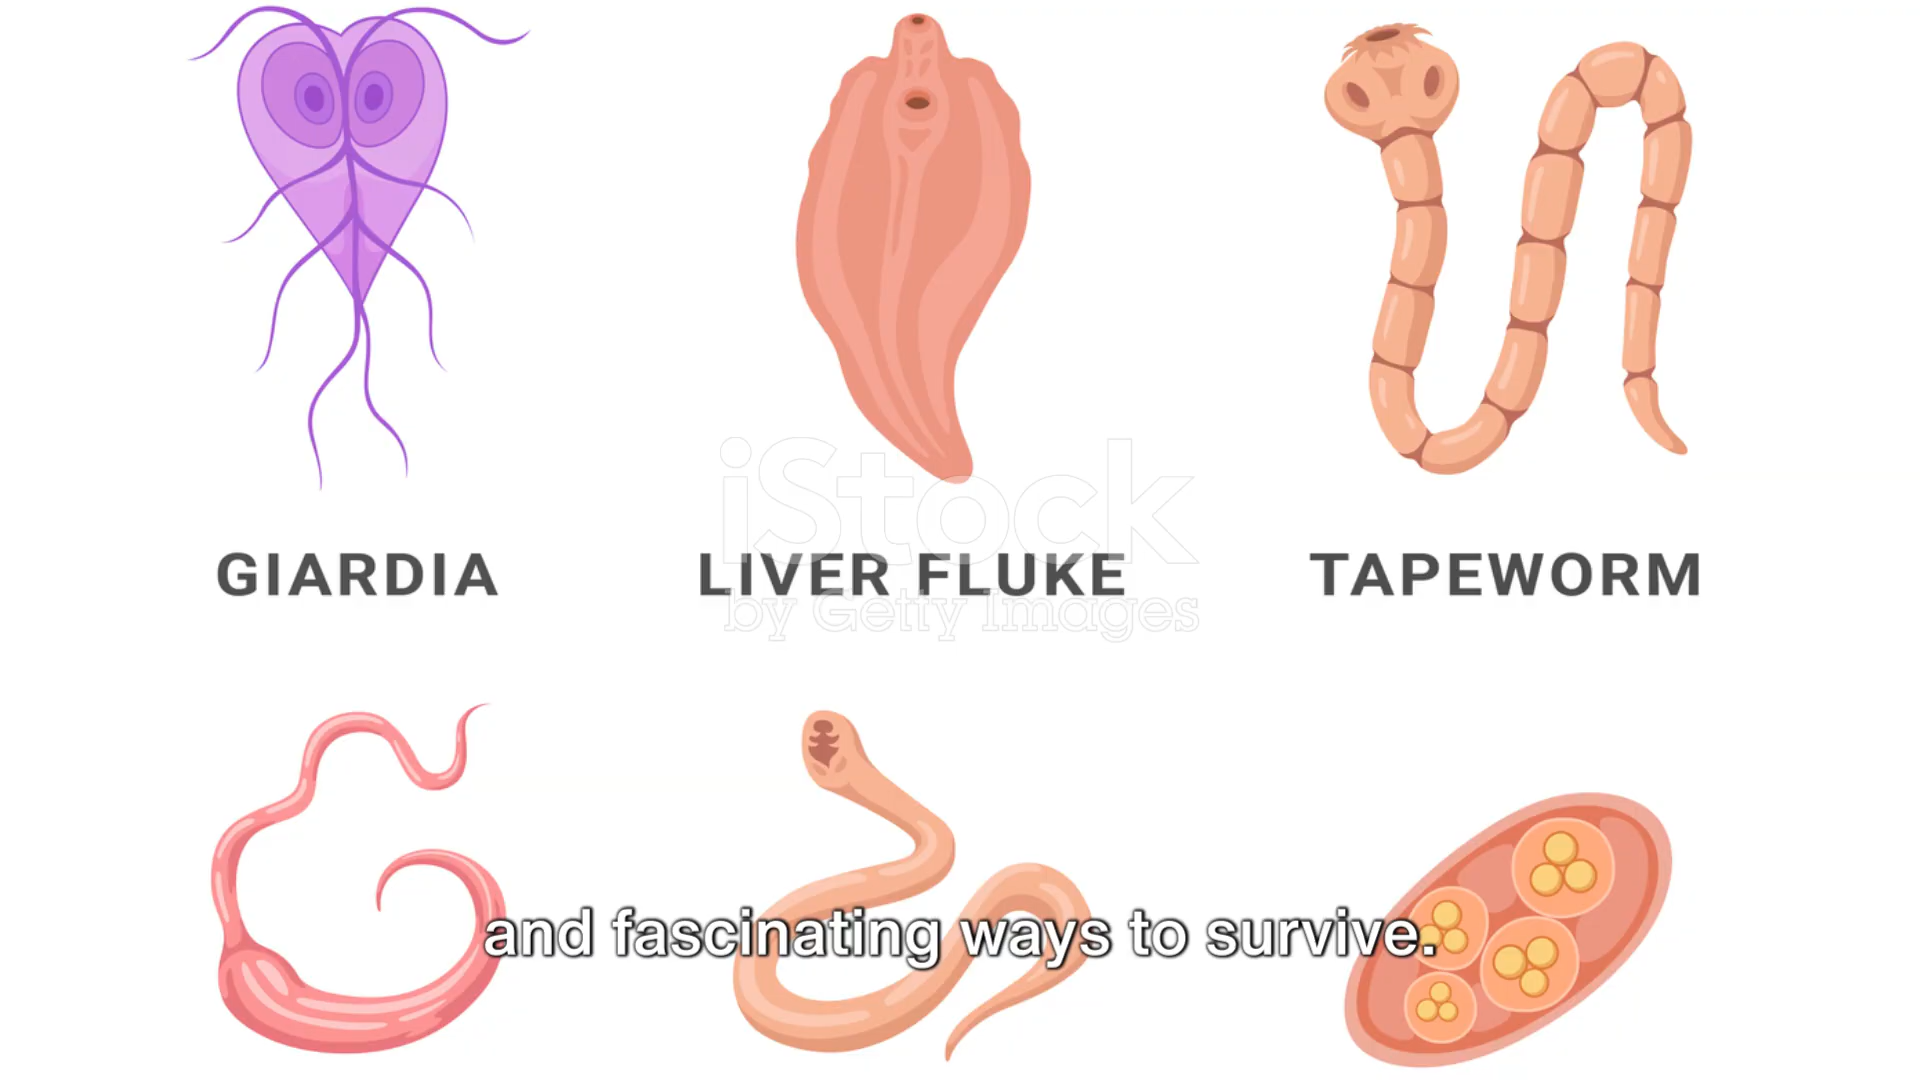 GIARDIA
LIVER FLUKE
TAPEWORM
iStock
by Getty Images
and fascinating ways to survive.